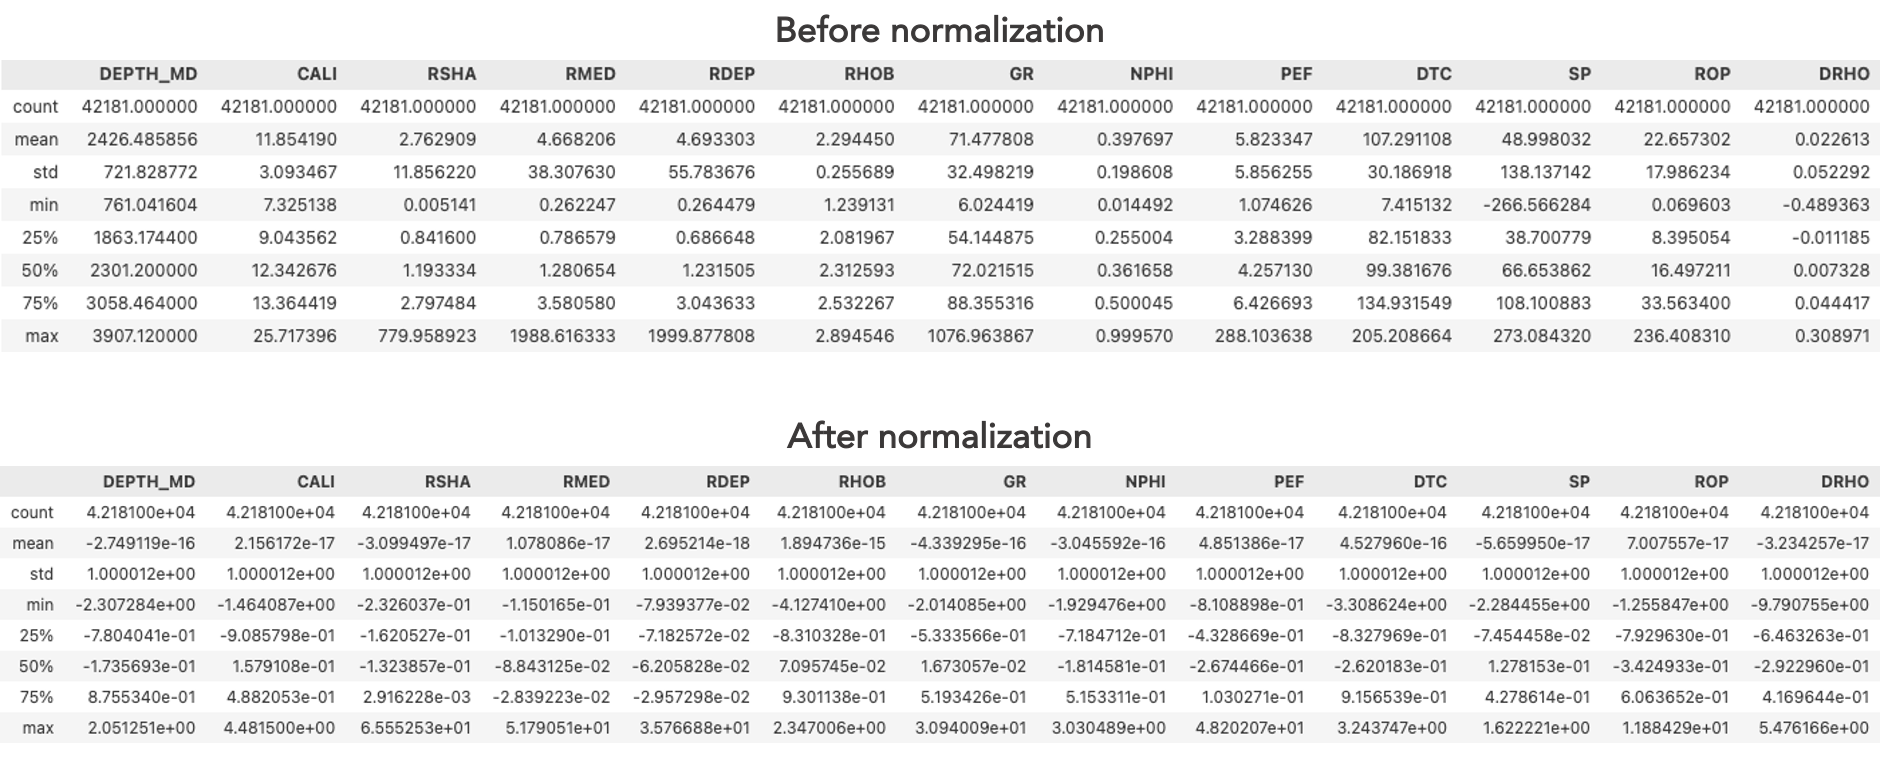 Before normalization
DEPTH_MD CALI RSHA RMED RDEP RHOB GR NPHI PEF DTC SP ROP DRHO
count 42181.000000 42181.000000 42181.000000 42181.000000 42181.000000 42181.000000 42181.000000 42181.000000 42181.000000 42181.000000 42181.000000 42181.000000 42181.000000
mean 2426.485856 11.854190 2.762909 4.668206 4.693303 2.294450 71.477808 0.397697 5.823347 107.291108 48.998032 22.657302 0.022613
std 721.828772 3.093467 11.856220 38.307630 55.783676 0.255689 32.498219 0.198608 5.856255 30.186918 138.137142 17.986234 0.052292
min 761.041604 7.325138 0.005141 0.262247 0.264479 1.239131 6.024419 0.014492 1.074626 7.415132 -266.566284 0.069603 -0.489363
25% 1863.174400 9.043562 0.841600 0.786579 0.686648 2.081967 54.144875 0.255004 3.288399 82.151833 38.700779 8.395054 -0.011185
50% 2301.200000 12.342676 1.193334 1.280654 1.231505 2.312593 72.021515 0.361658 4.257130 99.381676 66.653862 16.497211 0.007328
75% 3058.464000 13.364419 2.797484 3.580580 3.043633 2.532267 88.355316 0.500045 6.426693 134.931549 108.100883 33.563400 0.044417
max 3907.120000 25.717396 779.958923 1988.616333 1999.877808 2.894546 1076.963867 0.999570 288.103638 205.208664 273.084320 236.408310 0.308971
After normalization
DEPTH_MD CALI RSHA RMED RDEP RHOB GR NPHI PEF DTC SP ROP DRHO
count 4.218100e+04 4.218100e+04 4.218100e+04 4.218100e+04 4.218100e+04 4.218100e+04 4.218100e+04 4.218100e+04 4.218100e+04 4.218100e+04 4.218100e+04 4.218100e+04 4.218100e+04
mean -2.749119e-16 2.156172e-17 -3.099497e-17 1.078086e-17 2.695214e-18 1.894736e-15 -4.339295e-16 -3.045592e-16 4.851386e-17 4.527960e-16 -5.659950e-17 7.007557e-17 -3.234257e-17
std 1.000012e+00 1.000012e+00 1.000012e+00 1.000012e+00 1.000012e+00 1.000012e+00 1.000012e+00 1.000012e+00 1.000012e+00 1.000012e+00 1.000012e+00 1.000012e+00 1.000012e+00
min -2.307284e+00 -1.464087e+00 -2.326037e-01 -1.150165e-01 -7.939377e-02 -4.127410e+00 -2.014085e+00 -1.929476e+00 -8.108898e-01 -3.308624e+00 -2.284455e+00 -1.255847e+00 -9.790755e+00
25% -7.804041e-01 -9.085798e-01 -1.620527e-01 -1.013290e-01 -7.182572e-02 -8.310328e-01 -5.333566e-01 -7.184712e-01 -4.328669e-01 -8.327969e-01 -7.454458e-02 -7.929630e-01 -6.463263e-01
50% -1.735693e-01 1.579108e-01 -1.323857e-01 -8.843125e-02 -6.205828e-02 7.095745e-02 1.673057e-02 -1.814581e-01 -2.674466e-01 -2.620183e-01 1.278153e-01 -3.424933e-01 -2.922960e-01
75% 8.755340e-01 4.882053e-01 2.916228e-03 -2.839223e-02 -2.957298e-02 9.301138e-01 5.193426e-01 5.153311e-01 1.030271e-01 9.156539e-01 4.278614e-01 6.063652e-01 4.169644e-01
max 2.051251e+00 4.481500e+00 6.555253e+01 5.179051e+01 3.576688e+01 2.347006e+00 3.094009e+01 3.030489e+00 4.820207e+01 3.243747e+00 1.622221e+00 1.188429e+01 5.476166e+00